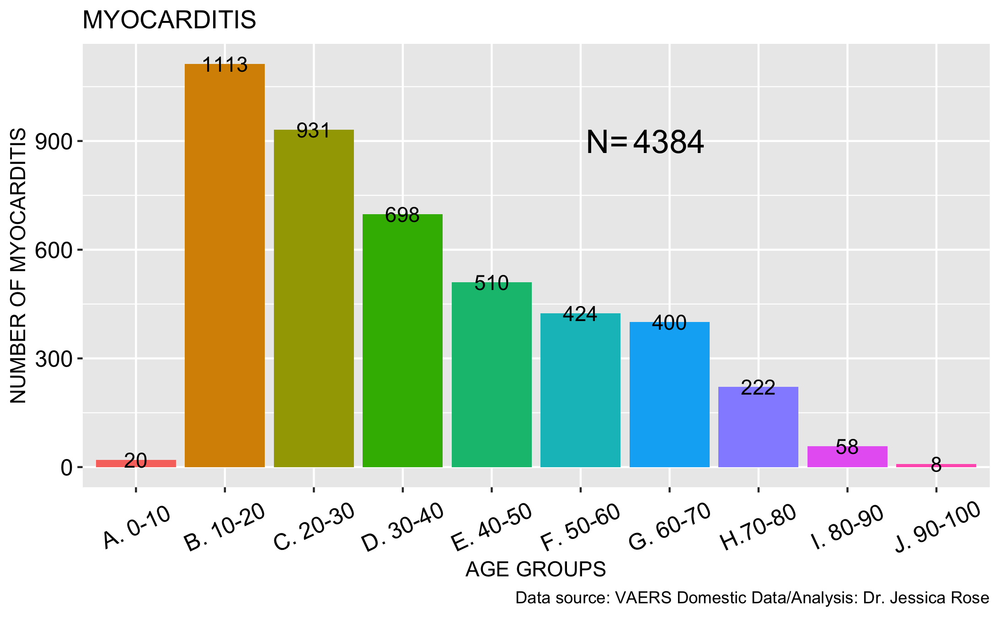 MYOCARDITIS
NUMBER OF MYOCARDITIS
900
600
300
0
1113
931
698
510
424
400
222
58
20
8
N= 4384
A. 0-10
B. 10-20
C. 20-30
D. 30-40
E. 40-50
F. 50-60
G. 60-70
H.70-80
I. 80-90
J. 90-100
AGE GROUPS
Data source: VAERS Domestic Data/Analysis: Dr. Jessica Rose